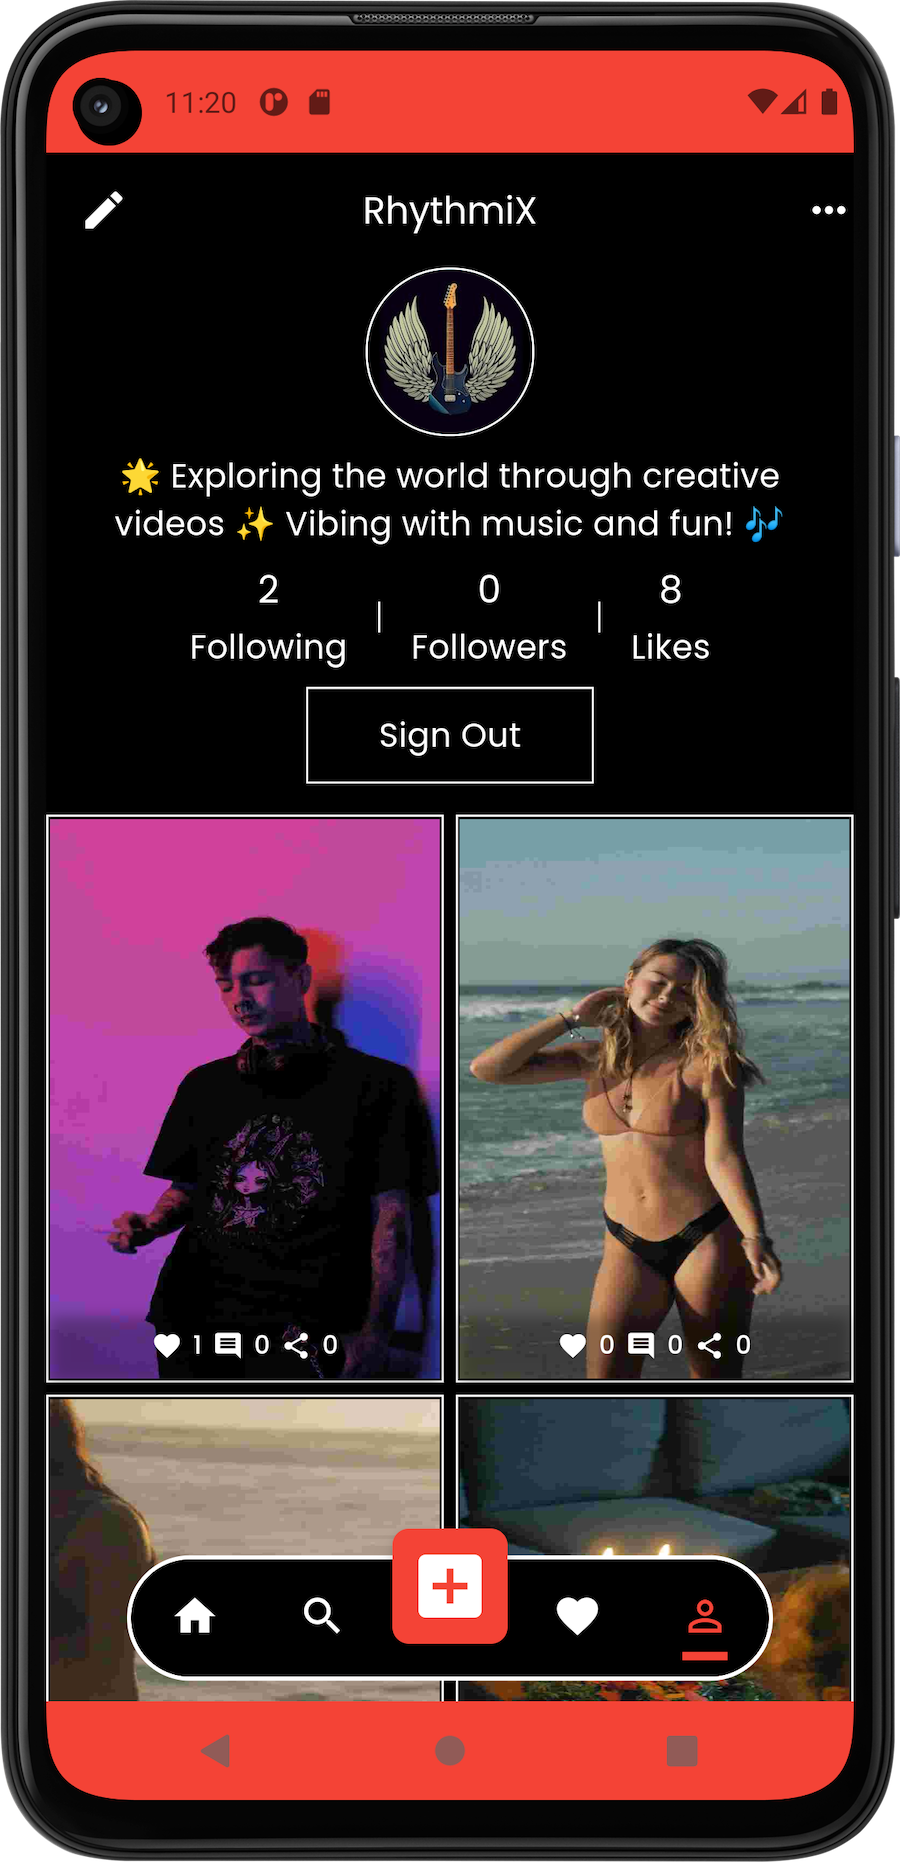 11:20
RhythmiX
🌟 Exploring the world through creative
videos ✨ Vibing with music and fun! 🎶
2 0 8
Following | Followers | Likes
Sign Out
1 0 0
0 0 0